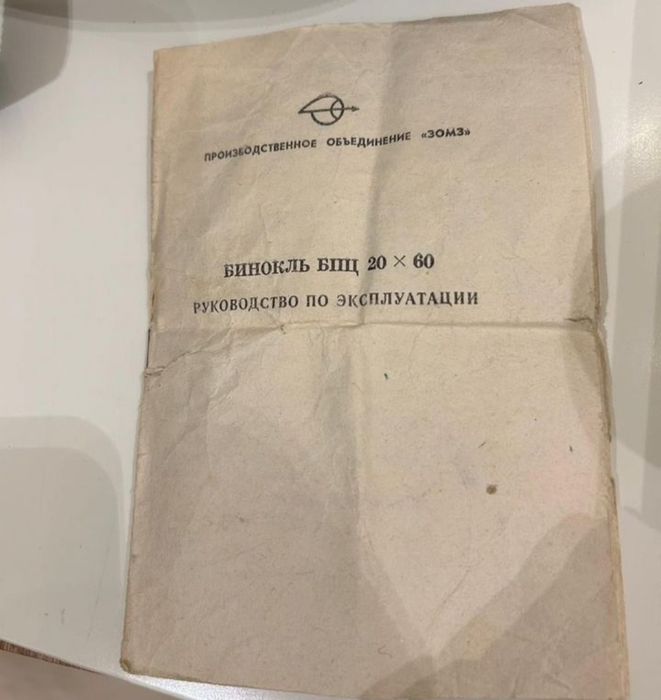 ПРОИЗВОДСТВЕННОЕ ОБЪЕДИНЕНИЕ «ЗОМЗ»
БИНОКЛЬ БПЦ 20 × 60
РУКОВОДСТВО ПО ЭКСПЛУАТАЦИИ